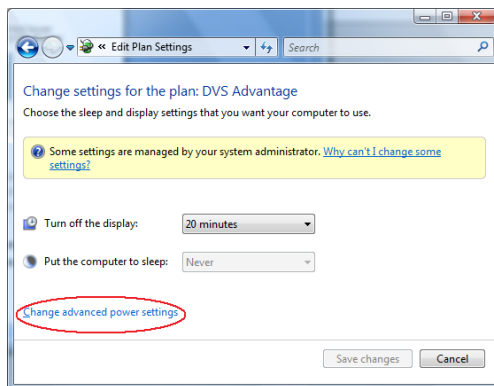 « Edit Plan Settings
Search
Change settings for the plan: DVS Advantage
Choose the sleep and display settings that you want your computer to use.
Some settings are managed by your system administrator. Why can't I change some
settings?
Turn off the display:
20 minutes
Put the computer to sleep:
Never
Change advanced power settings
Save changes
Cancel